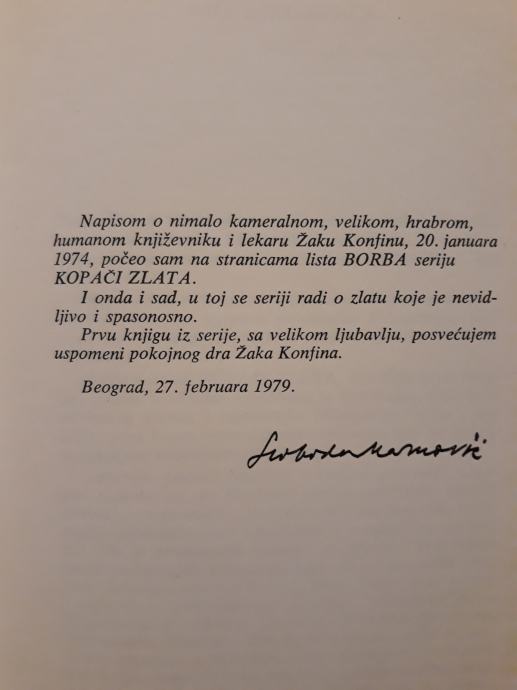 Napisom o nimalo kameralnom, velikom, hrabrom,
humanom književniku i lekaru Žaku Konfinu, 20. januara
1974, počeo sam na stranicama lista BORBA seriju
KOPAČI ZLATA.
I onda i sad, u toj se seriji radi o zlatu koje je nevid-
ljivo i spasonosno.
Prvu knjigu iz serije, sa velikom ljubavlju, posvećujem
uspomeni pokojnog dra Žaka Konfina.
Beograd, 27. februara 1979.